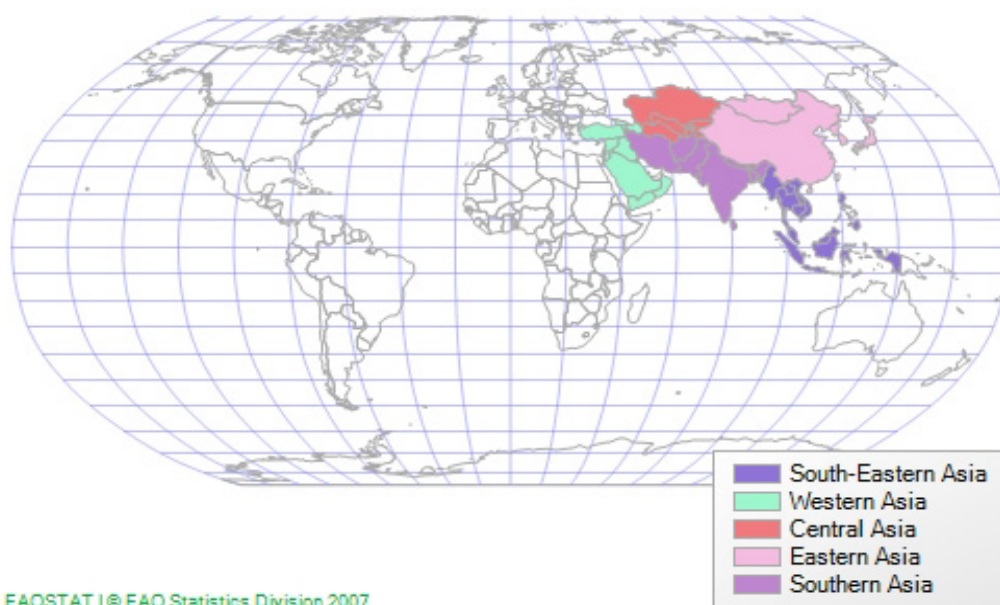 South-Eastern Asia
Western Asia
Central Asia
Eastern Asia
Southern Asia
FAOSTAT | © FAO Statistics Division 2007